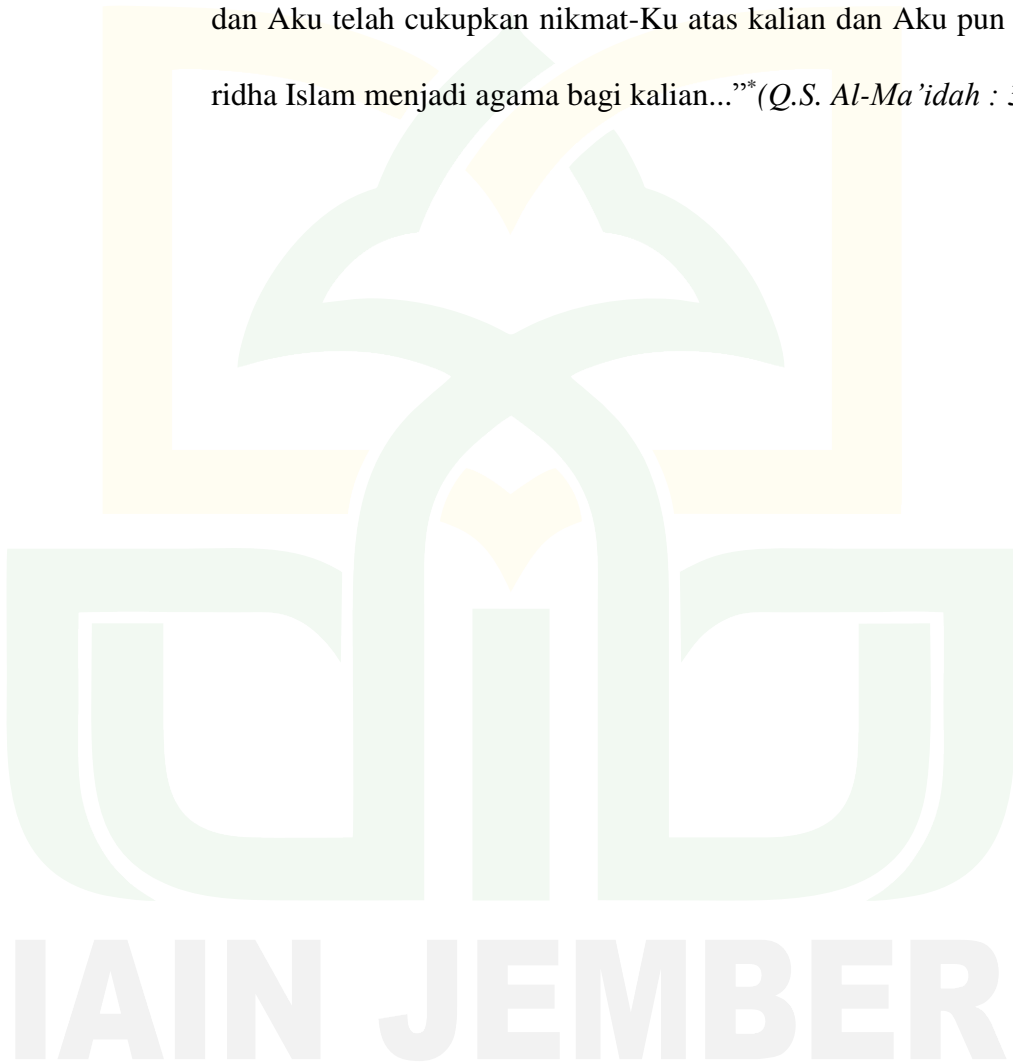 dan Aku telah cukupkan nikmat-Ku atas kalian dan Aku pun
ridha Islam menjadi agama bagi kalian...”*(Q.S. Al-Ma’idah :
IAIN JEMBER